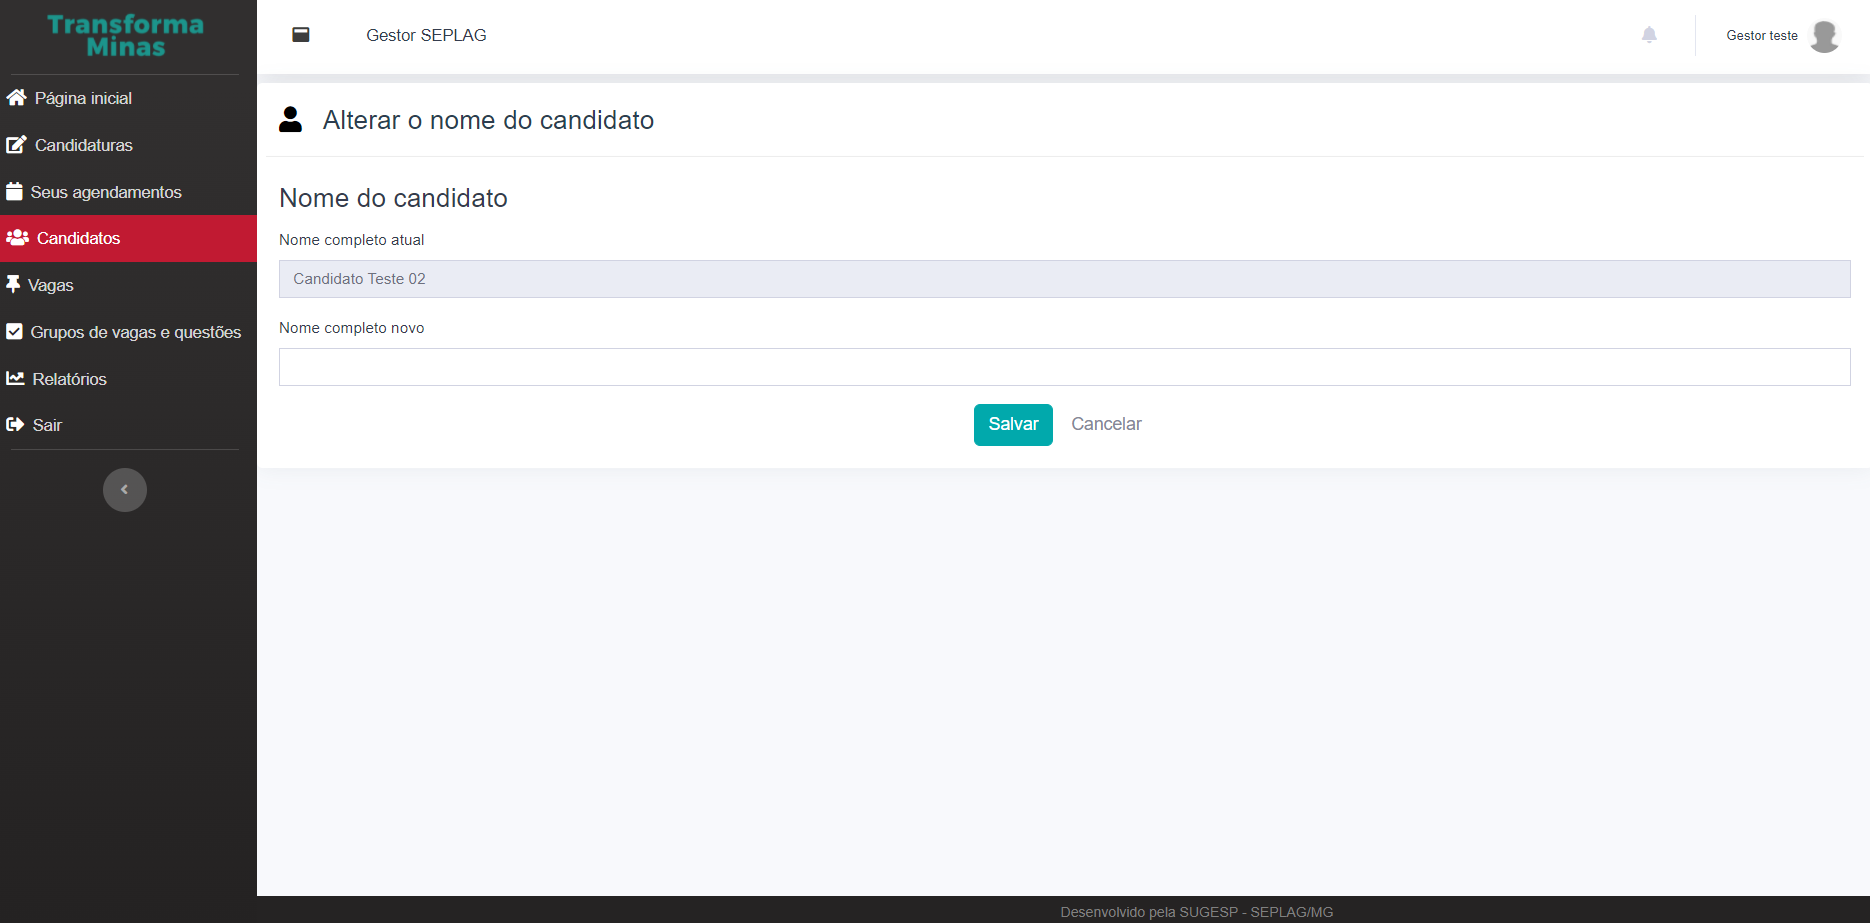 Transforma
Minas
Página inicial
Candidaturas
Seus agendamentos
Candidatos
Vagas
Grupos de vagas e questões
Relatórios
Sair
Gestor SEPLAG
Gestor teste
Alterar o nome do candidato
Nome do candidato
Nome completo atual
Candidato Teste 02
Nome completo novo
Salvar
Cancelar
Desenvolvido pela SUGESP - SEPLAG/MG